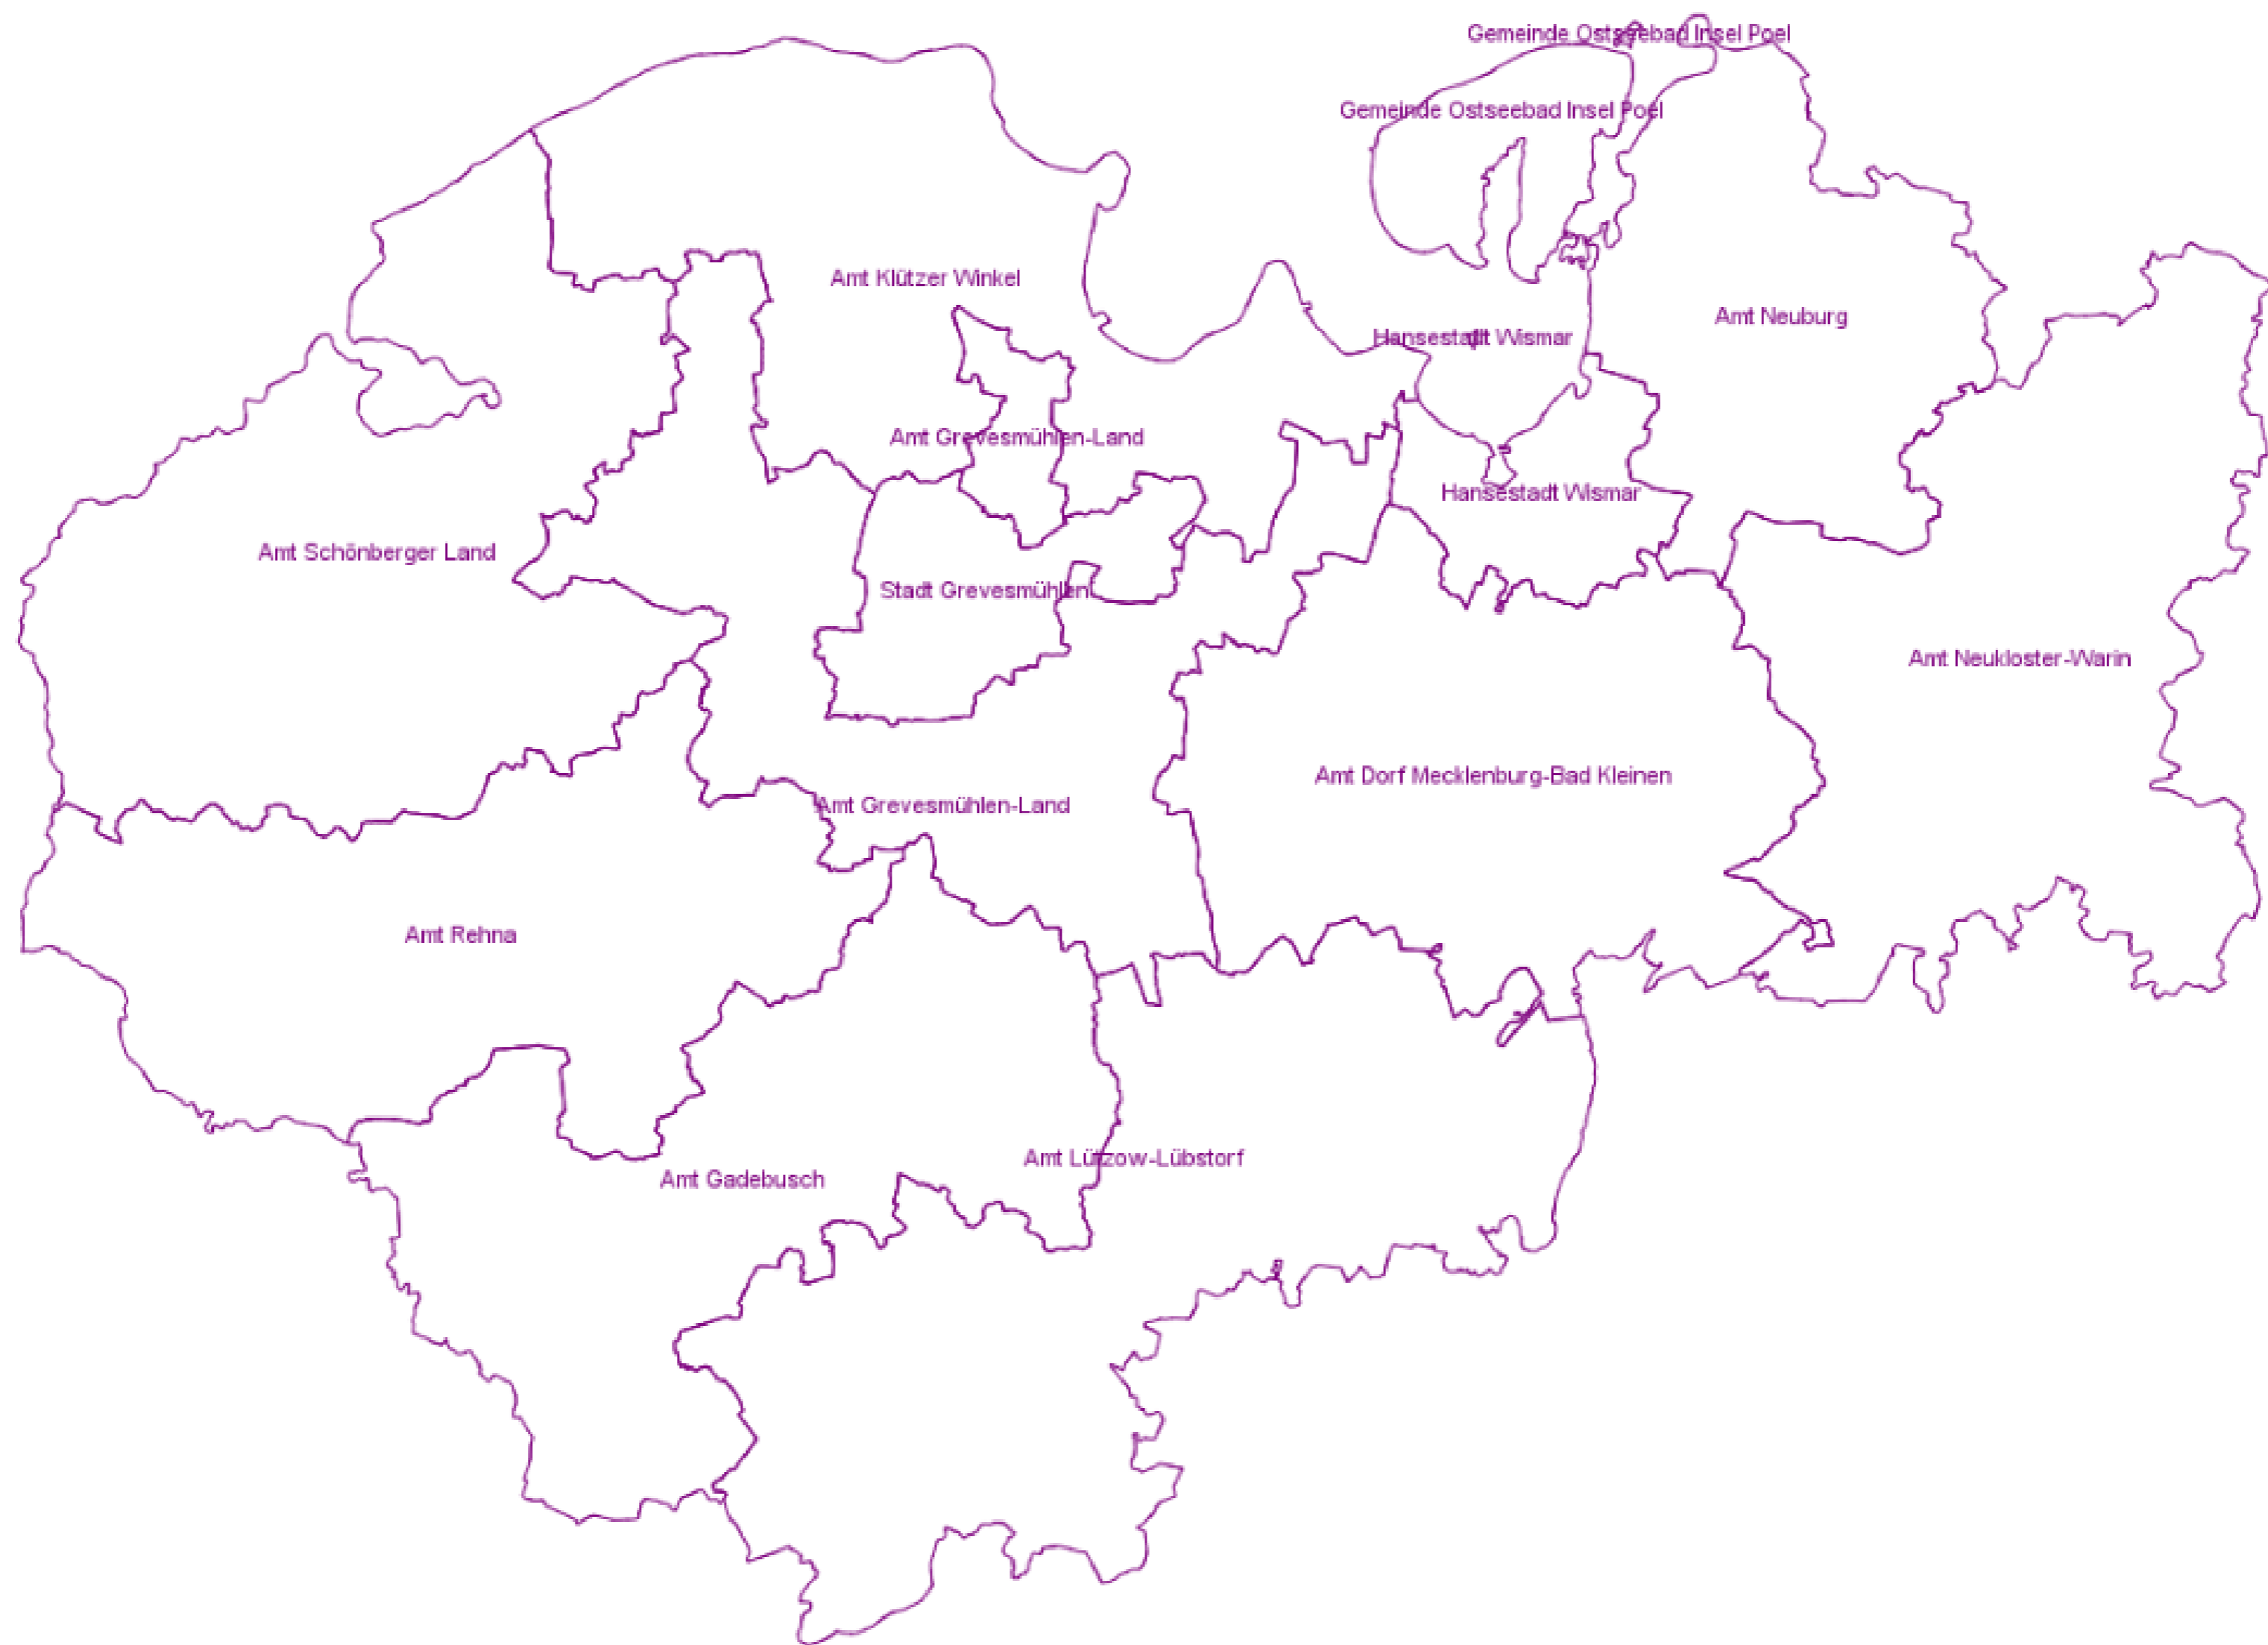 Gemeinde Ostseebad Insel Poel
Gemeinde Ostseebad Insel Poel
Amt Klützer Winkel
Amt Neuburg
Hansestadt Wismar
Amt Grevesmühlen-Land
Hansestadt Wismar
Amt Schönberger Land
Stadt Grevesmühlen
Amt Neukloster-Warin
Amt Dorf Mecklenburg-Bad Kleinen
Amt Grevesmühlen-Land
Amt Rehna
Amt Lützow-Lübstorf
Amt Gadebusch